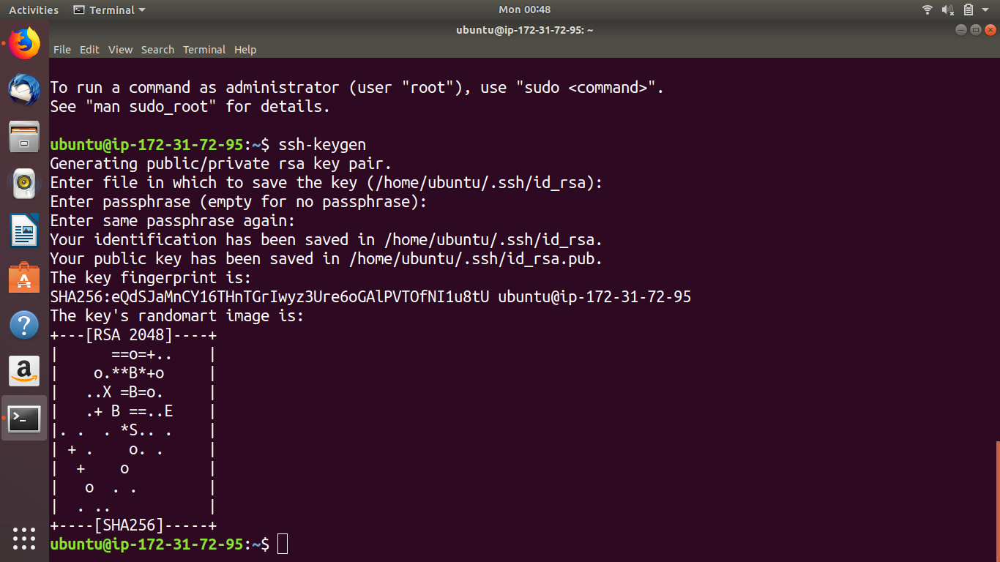 Activities Terminal Mon 00:48
ubuntu@ip-172-31-72-95: ~
File Edit View Search Terminal Help
To run a command as administrator (user "root"), use "sudo <command>".
See "man sudo_root" for details.
ubuntu@ip-172-31-72-95:~$ ssh-keygen
Generating public/private rsa key pair.
Enter file in which to save the key (/home/ubuntu/.ssh/id_rsa):
Enter passphrase (empty for no passphrase):
Enter same passphrase again:
Your identification has been saved in /home/ubuntu/.ssh/id_rsa.
Your public key has been saved in /home/ubuntu/.ssh/id_rsa.pub.
The key fingerprint is:
SHA256:eQdSJaMnCY16THnTGrIwyz3Ure6oGAlPVTOfNI1u8tU ubuntu@ip-172-31-72-95
The key's randomart image is:
+---[RSA 2048]----+
|      ==o=+..    |
|    o.**B*+o     |
|   ..X =B=o.     |
|   .+ B ==..E    |
|. .  . *S.. .    |
| + .    o. .     |
|  +    o         |
|   o  . .        |
|  . ..           |
+----[SHA256]-----+
ubuntu@ip-172-31-72-95:~$